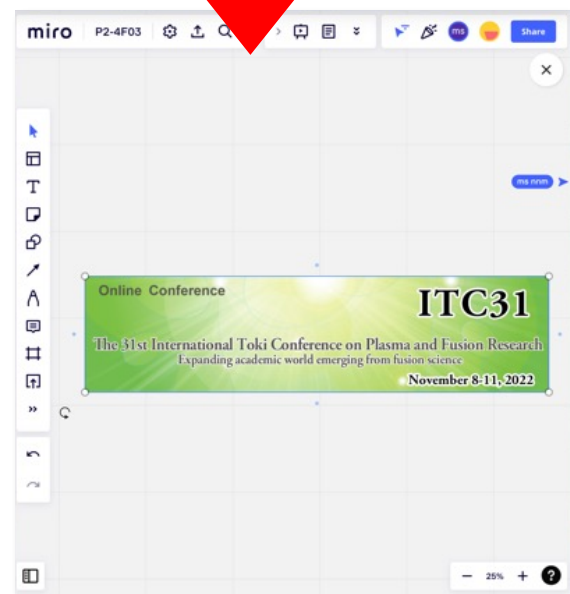 miro P2-4F03 Share
ms
ms nnm
Online Conference
ITC31
The 31st International Toki Conference on Plasma and Fusion Research
Expanding academic world emerging from fusion science
November 8-11, 2022
25%